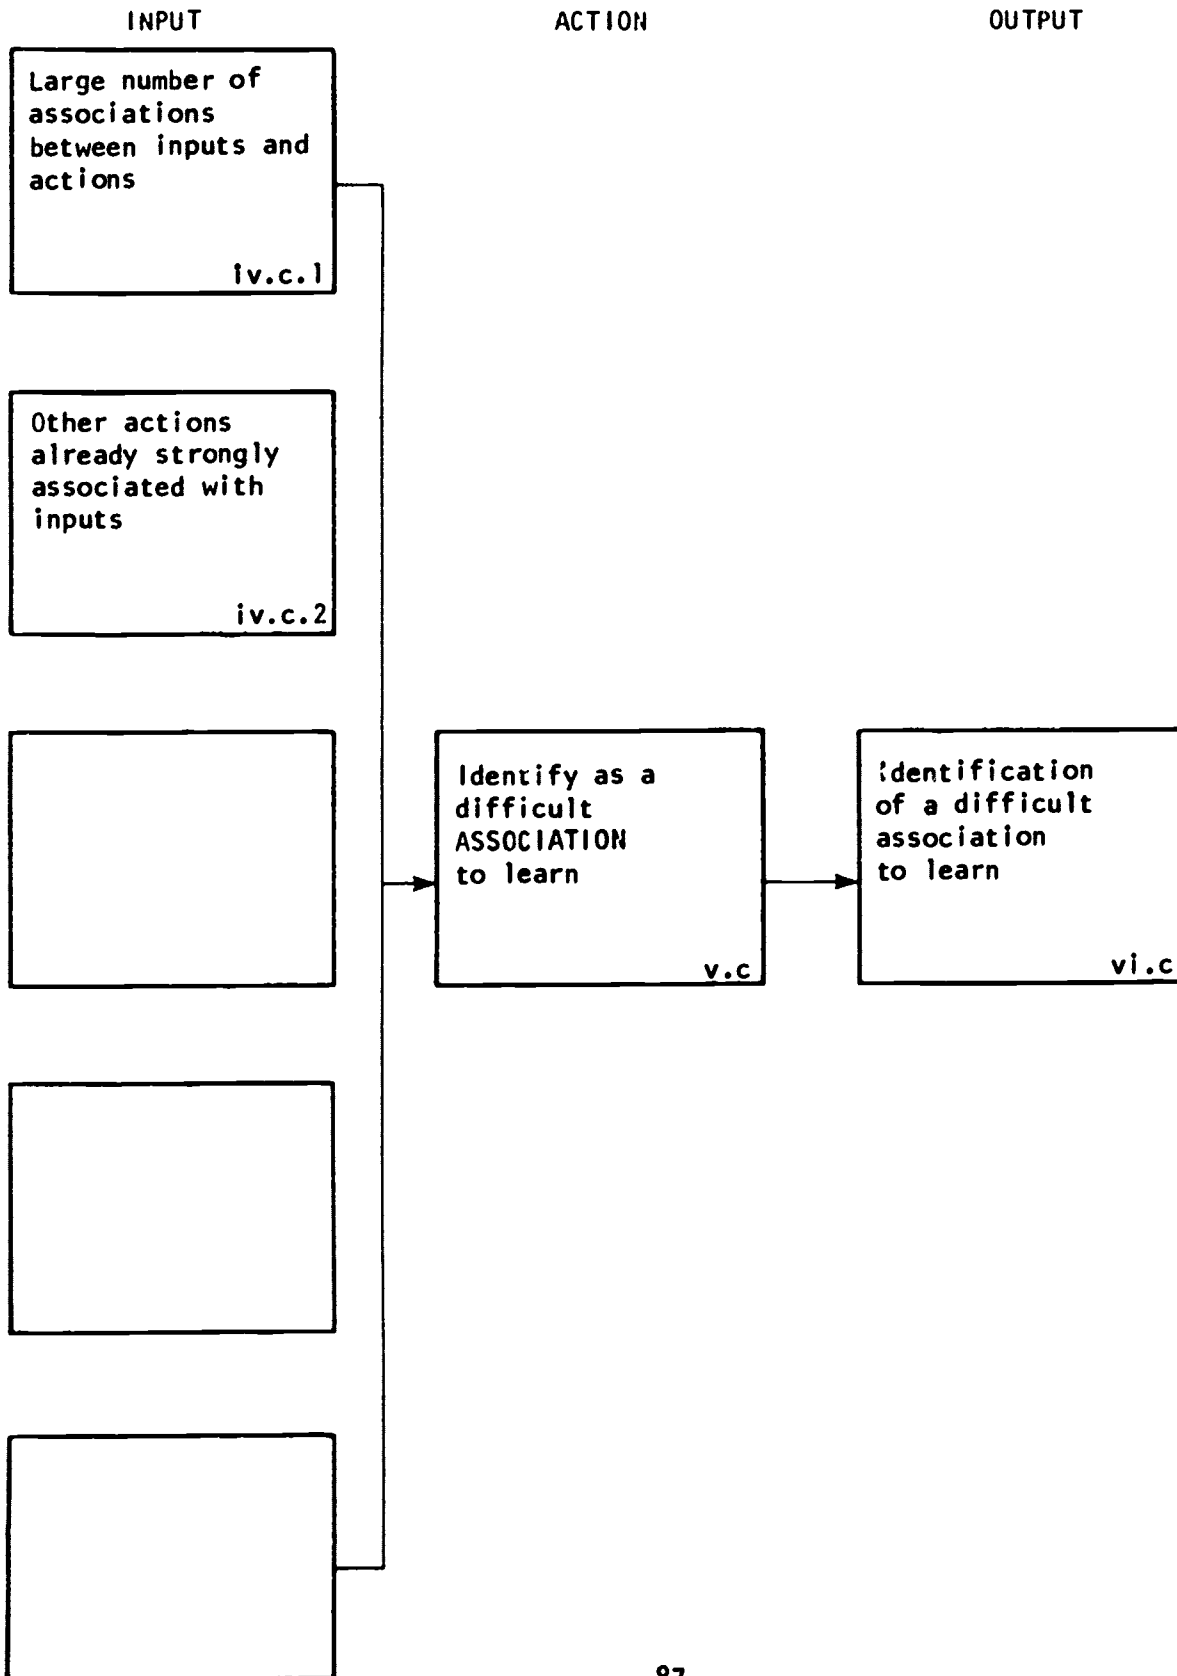 INPUT
ACTION
OUTPUT
Large number of
associations
between inputs and
actions
iv.c.1
Other actions
already strongly
associated with
inputs
iv.c.2
Identify as a
difficult
ASSOCIATION
to learn
v.c
Identification
of a difficult
association
to learn
vi.c